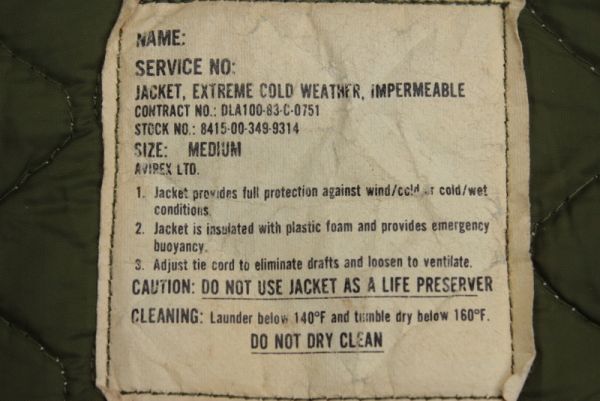 NAME:
SERVICE NO:
JACKET, EXTREME COLD WEATHER, IMPERMEABLE
CONTRACT NO.: DLA100-83-C-0751
STOCK NO.: 8415-00-349-9314
SIZE: MEDIUM
AVIREX LTD.
1. Jacket provides full protection against wind/cold or cold/wet
conditions.
2. Jacket is insulated with plastic foam and provides emergency
buoyancy.
3. Adjust tie cord to eliminate drafts and loosen to ventilate.
CAUTION: DO NOT USE JACKET AS A LIFE PRESERVER
CLEANING: Launder below 140°F and tumble dry below 160°F.
DO NOT DRY CLEAN